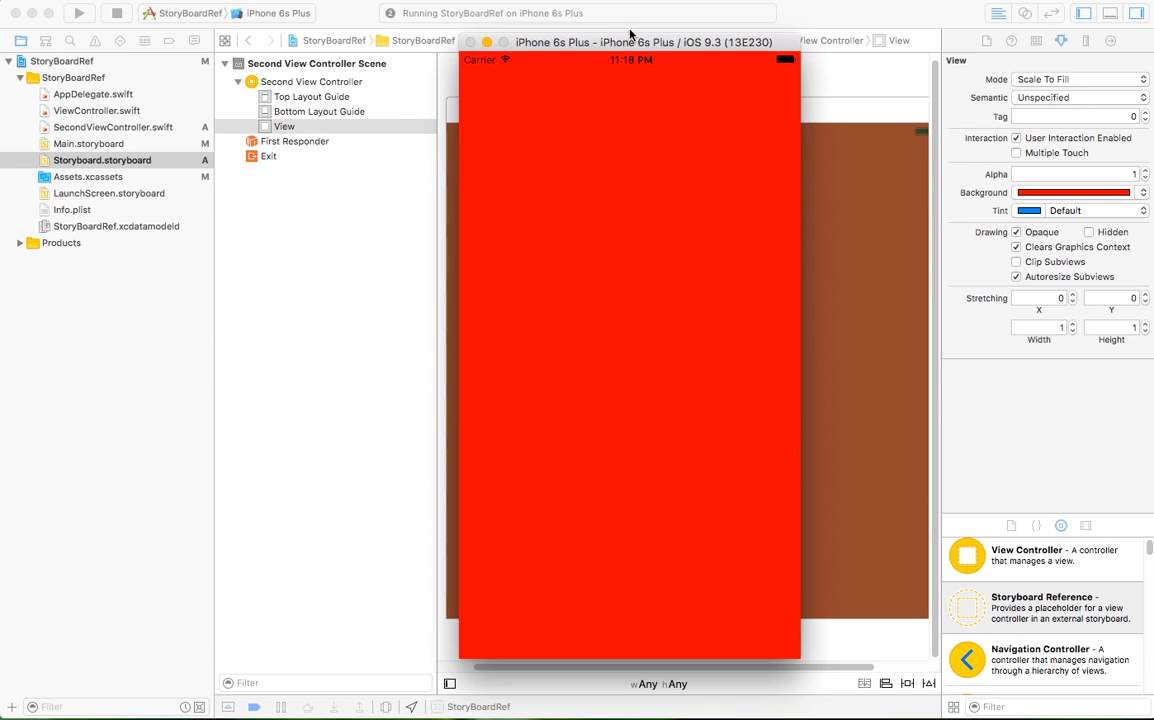 StoryBoardRef
iPhone 6s Plus
2
Running StoryBoardRef on iPhone 6s Plus
StoryBoardRef
StoryBoardRef
View Controller
View
StoryBoardRef
M
StoryBoardRef
AppDelegate.swift
ViewController.swift
SecondViewController.swift
A
Main.storyboard
M
Storyboard.storyboard
A
Assets.xcassets
M
LaunchScreen.storyboard
Info.plist
StoryBoardRef.xcdatamodeld
Products
Filter
Second View Controller Scene
Second View Controller
Top Layout Guide
Bottom Layout Guide
View
First Responder
Exit
Filter
iPhone 6s Plus - iPhone 6s Plus / iOS 9.3 (13E230)
Carrier
11:18 PM
wAny hAny
StoryBoardRef
View
Mode
Scale To Fill
Semantic
Unspecified
Tag
0
Interaction
User Interaction Enabled
Multiple Touch
Alpha
1
Background
Tint
Default
Drawing
Opaque
Hidden
Clears Graphics Context
Clip Subviews
Autoresize Subviews
Stretching
0
0
X
Y
1
1
Width
Height
View Controller - A controller
that manages a view.
Storyboard Reference -
Provides a placeholder for a view
controller in an external storyboard.
Navigation Controller - A
controller that manages navigation
through a hierarchy of views.
Filter